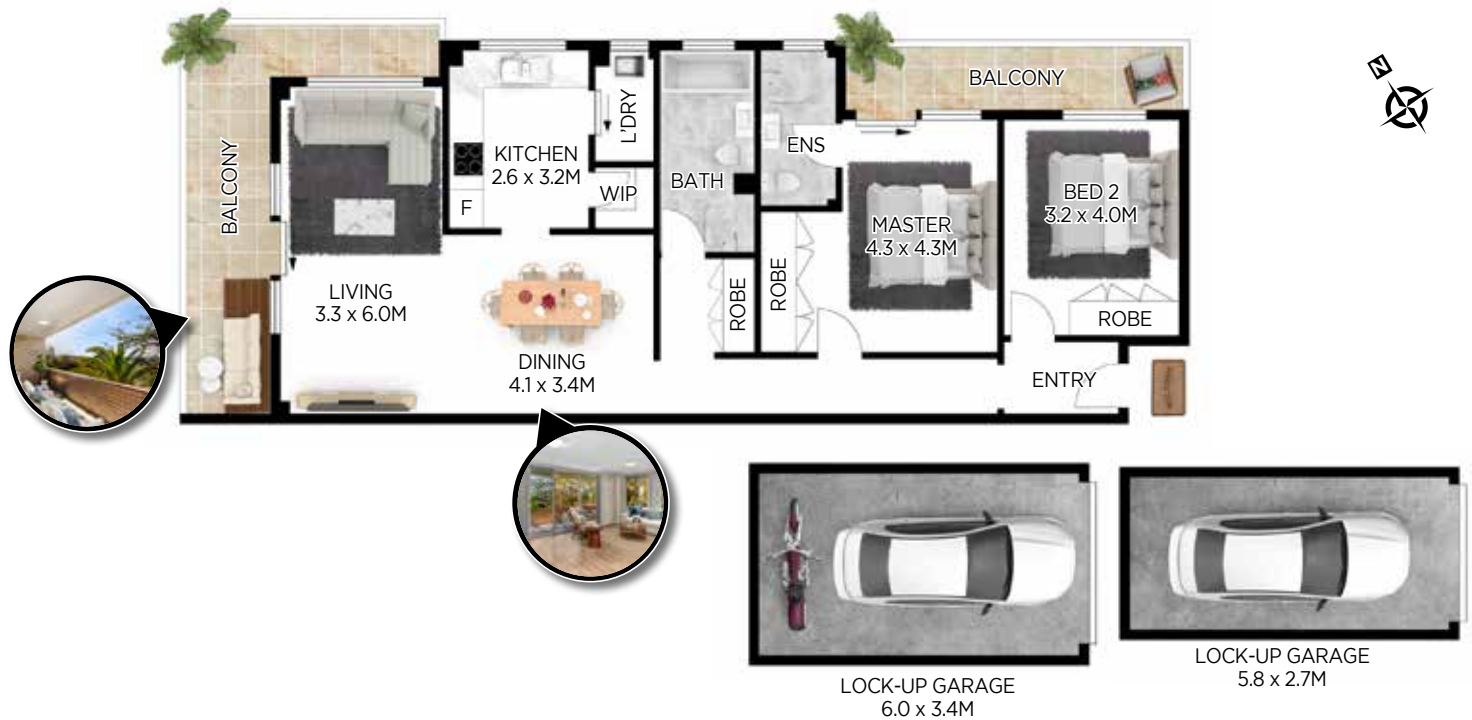 BALCONY
N
BALCONY
KITCHEN
2.6 x 3.2M
L'DRY
WIP
F
BATH
ENS
MASTER
4.3 x 4.3M
BED 2
3.2 x 4.0M
ROBE
ROBE
ROBE
LIVING
3.3 x 6.0M
DINING
4.1 x 3.4M
ENTRY
LOCK-UP GARAGE
6.0 x 3.4M
LOCK-UP GARAGE
5.8 x 2.7M